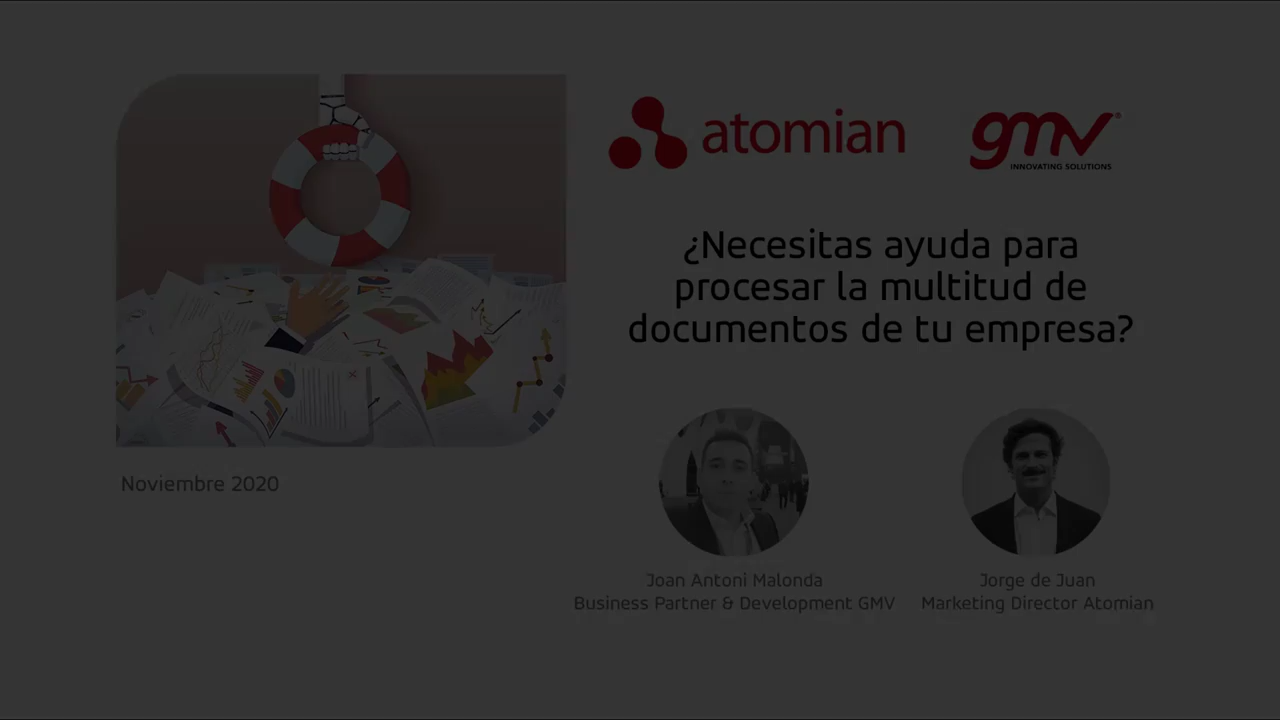 atomian
gmv®
INNOVATING SOLUTIONS
¿Necesitas ayuda para
procesar la multitud de
documentos de tu empresa?
Noviembre 2020
Joan Antoni Malonda
Business Partner & Development GMV
Jorge de Juan
Marketing Director Atomian